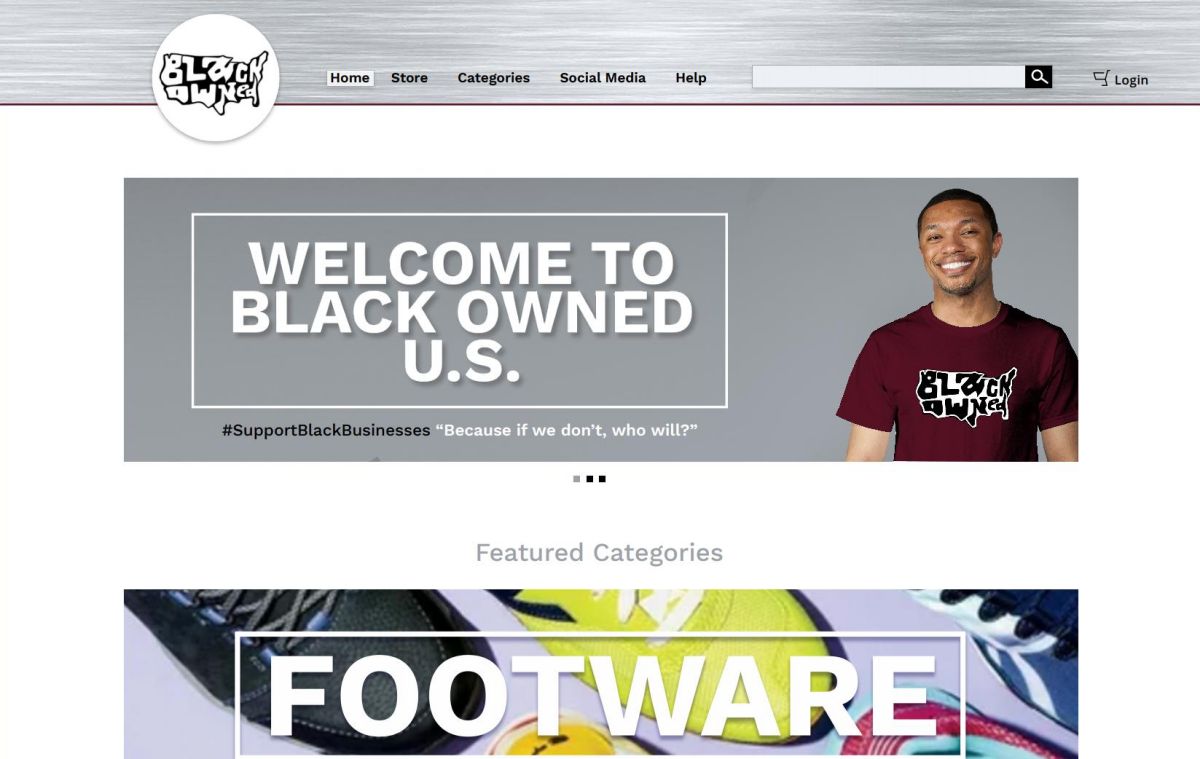 BLACK
OWNED
Home Store Categories Social Media Help
Login
WELCOME TO
BLACK OWNED
U.S.
#SupportBlackBusinesses “Because if we don’t, who will?”
BLACK
OWNED
Featured Categories
FOOTWARE